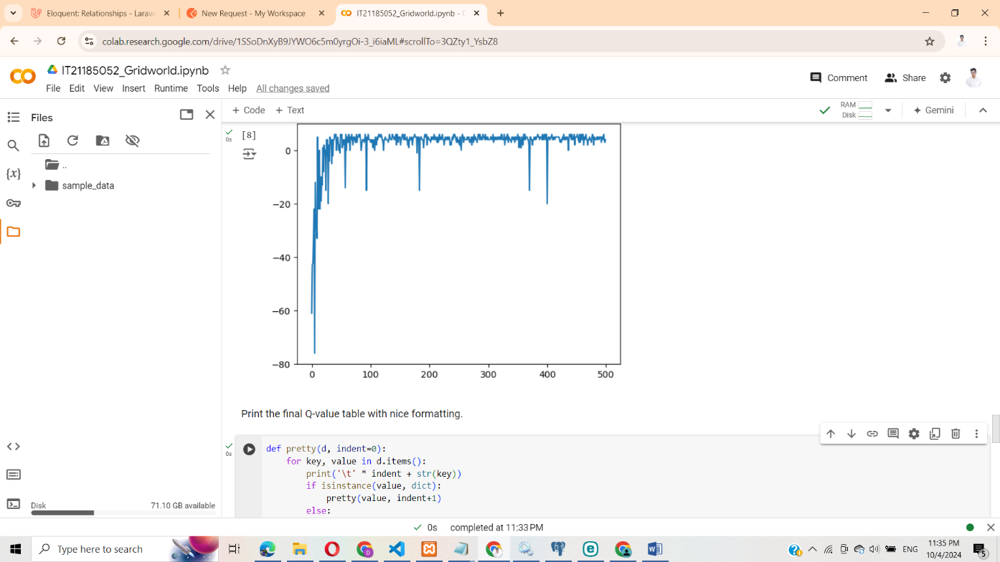 Eloquent: Relationships - Larave
New Request - My Workspace
IT21185052_Gridworld.ipynb - C
colab.research.google.com/drive/1SSoDnXyB9JYWO6c5m0yrgOi-3_i6iaML#scrollTo=3QZty1_YsbZ8
IT21185052_Gridworld.ipynb
Comment
Share
File Edit View Insert Runtime Tools Help All changes saved
Files
+ Code + Text
RAM
Disk
Gemini
..
sample_data
0s
[8]
0
−20
−40
−60
−80
0 100 200 300 400 500
Print the final Q-value table with nice formatting.
0s
def pretty(d, indent=0):
for key, value in d.items():
print('\t' * indent + str(key))
if isinstance(value, dict):
pretty(value, indent+1)
else:
Disk 71.10 GB available
0s completed at 11:33 PM
Type here to search
ENG
11:35 PM
10/4/2024
5